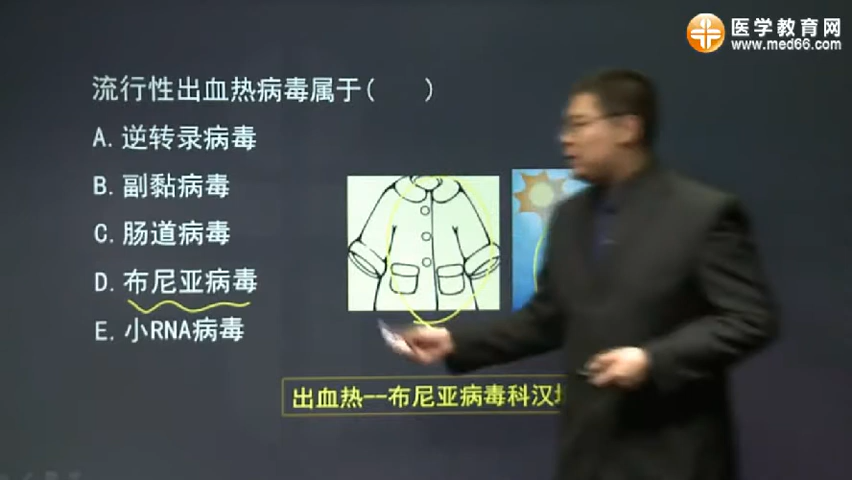 医学教育网
www.med66.com
流行性出血热病毒属于(    )
A. 逆转录病毒
B. 副黏病毒
C. 肠道病毒
D. 布尼亚病毒
E. 小RNA病毒
出血热--布尼亚病毒科汉